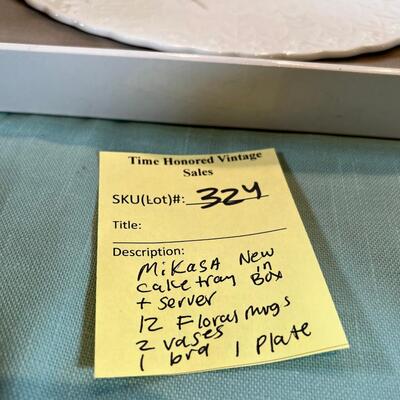 Time Honored Vintage
Sales
SKU(Lot)#: 324
Title:
Description:
Mikasa New
cake tray in Box
+ server
12 Floral mugs
2 vases
1 brd 1 Plate